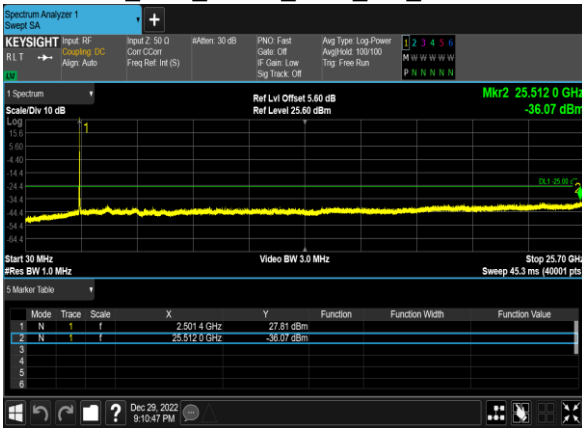 Spectrum Analyzer 1
Swept SA
+
KEYSIGHT Input: RF Input Z: 50 Ω #Atten: 30 dB PNO: Fast Avg Type: Log-Power 1 2 3 4 5 6
RLT Coupling: DC Corr CCorr Gate: Off Avg|Hold: 100/100 M W W W W W
Align: Auto Freq Ref: Int (S) IF Gain: Low Trig: Free Run
LU Sig Track: Off P N N N N N
1 Spectrum Ref Lvl Offset 5.60 dB Mkr2 25.512 0 GHz
Scale/Div 10 dB Ref Level 25.60 dBm -36.07 dBm
Log
1
15.6
5.60
-4.40
-14.4
-24.4 DL1 -25.00
2
-34.4
-44.4
-54.4
-64.4
Start 30 MHz Video BW 3.0 MHz Stop 25.70 GHz
#Res BW 1.0 MHz Sweep 45.3 ms (40001 pts
5 Marker Table
Mode Trace Scale X Y Function Function Width Function Value
1 N 1 f 2.501 4 GHz 27.81 dBm
2 N 1 f 25.512 0 GHz -36.07 dBm
3
4
5
6
? Dec 29, 2022
9:10:47 PM